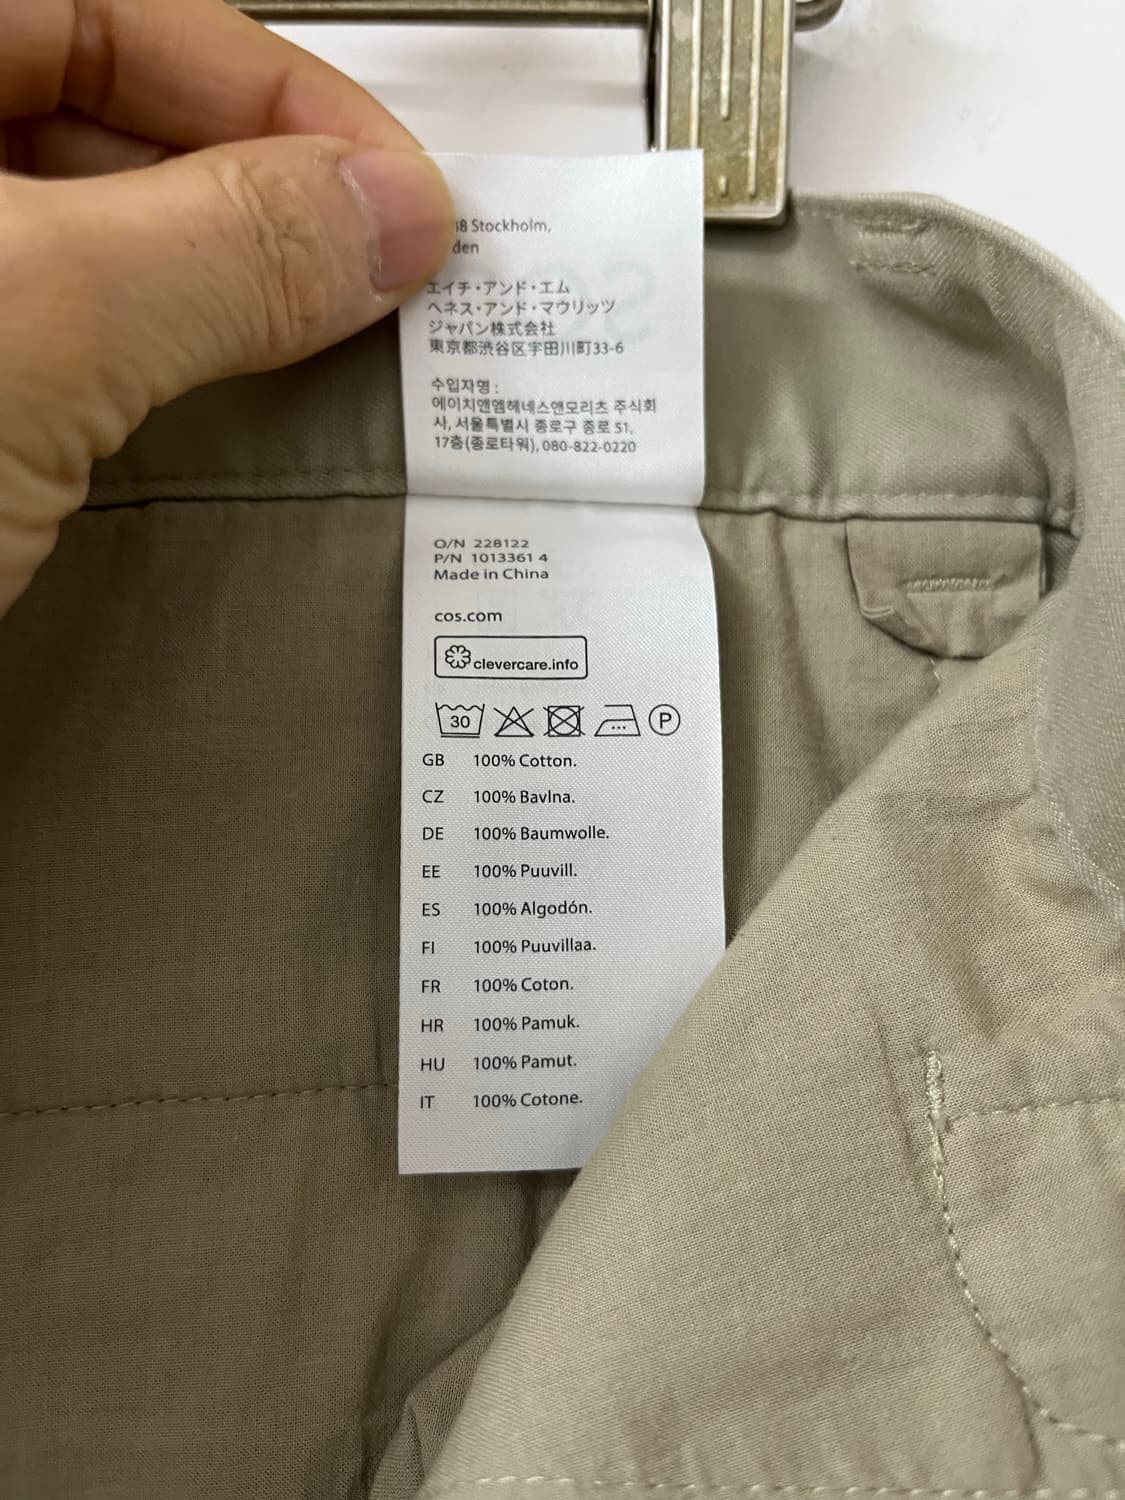 38 Stockholm,
den
エイチ・アンド・エム
ヘネス・アンド・マウリッツ
ジャパン株式会社
東京都渋谷区宇田川町33-6
수입자명 :
에이치앤엠헤네스앤모리츠 주식회
사, 서울특별시 종로구 종로 51,
17층(종로타워), 080-822-0220
O/N 228122
P/N 1013361 4
Made in China
cos.com
clevercare.info
30 P
GB 100% Cotton.
CZ 100% Bavlna.
DE 100% Baumwolle.
EE 100% Puuvill.
ES 100% Algodón.
FI 100% Puuvillaa.
FR 100% Coton.
HR 100% Pamuk.
HU 100% Pamut.
IT 100% Cotone.